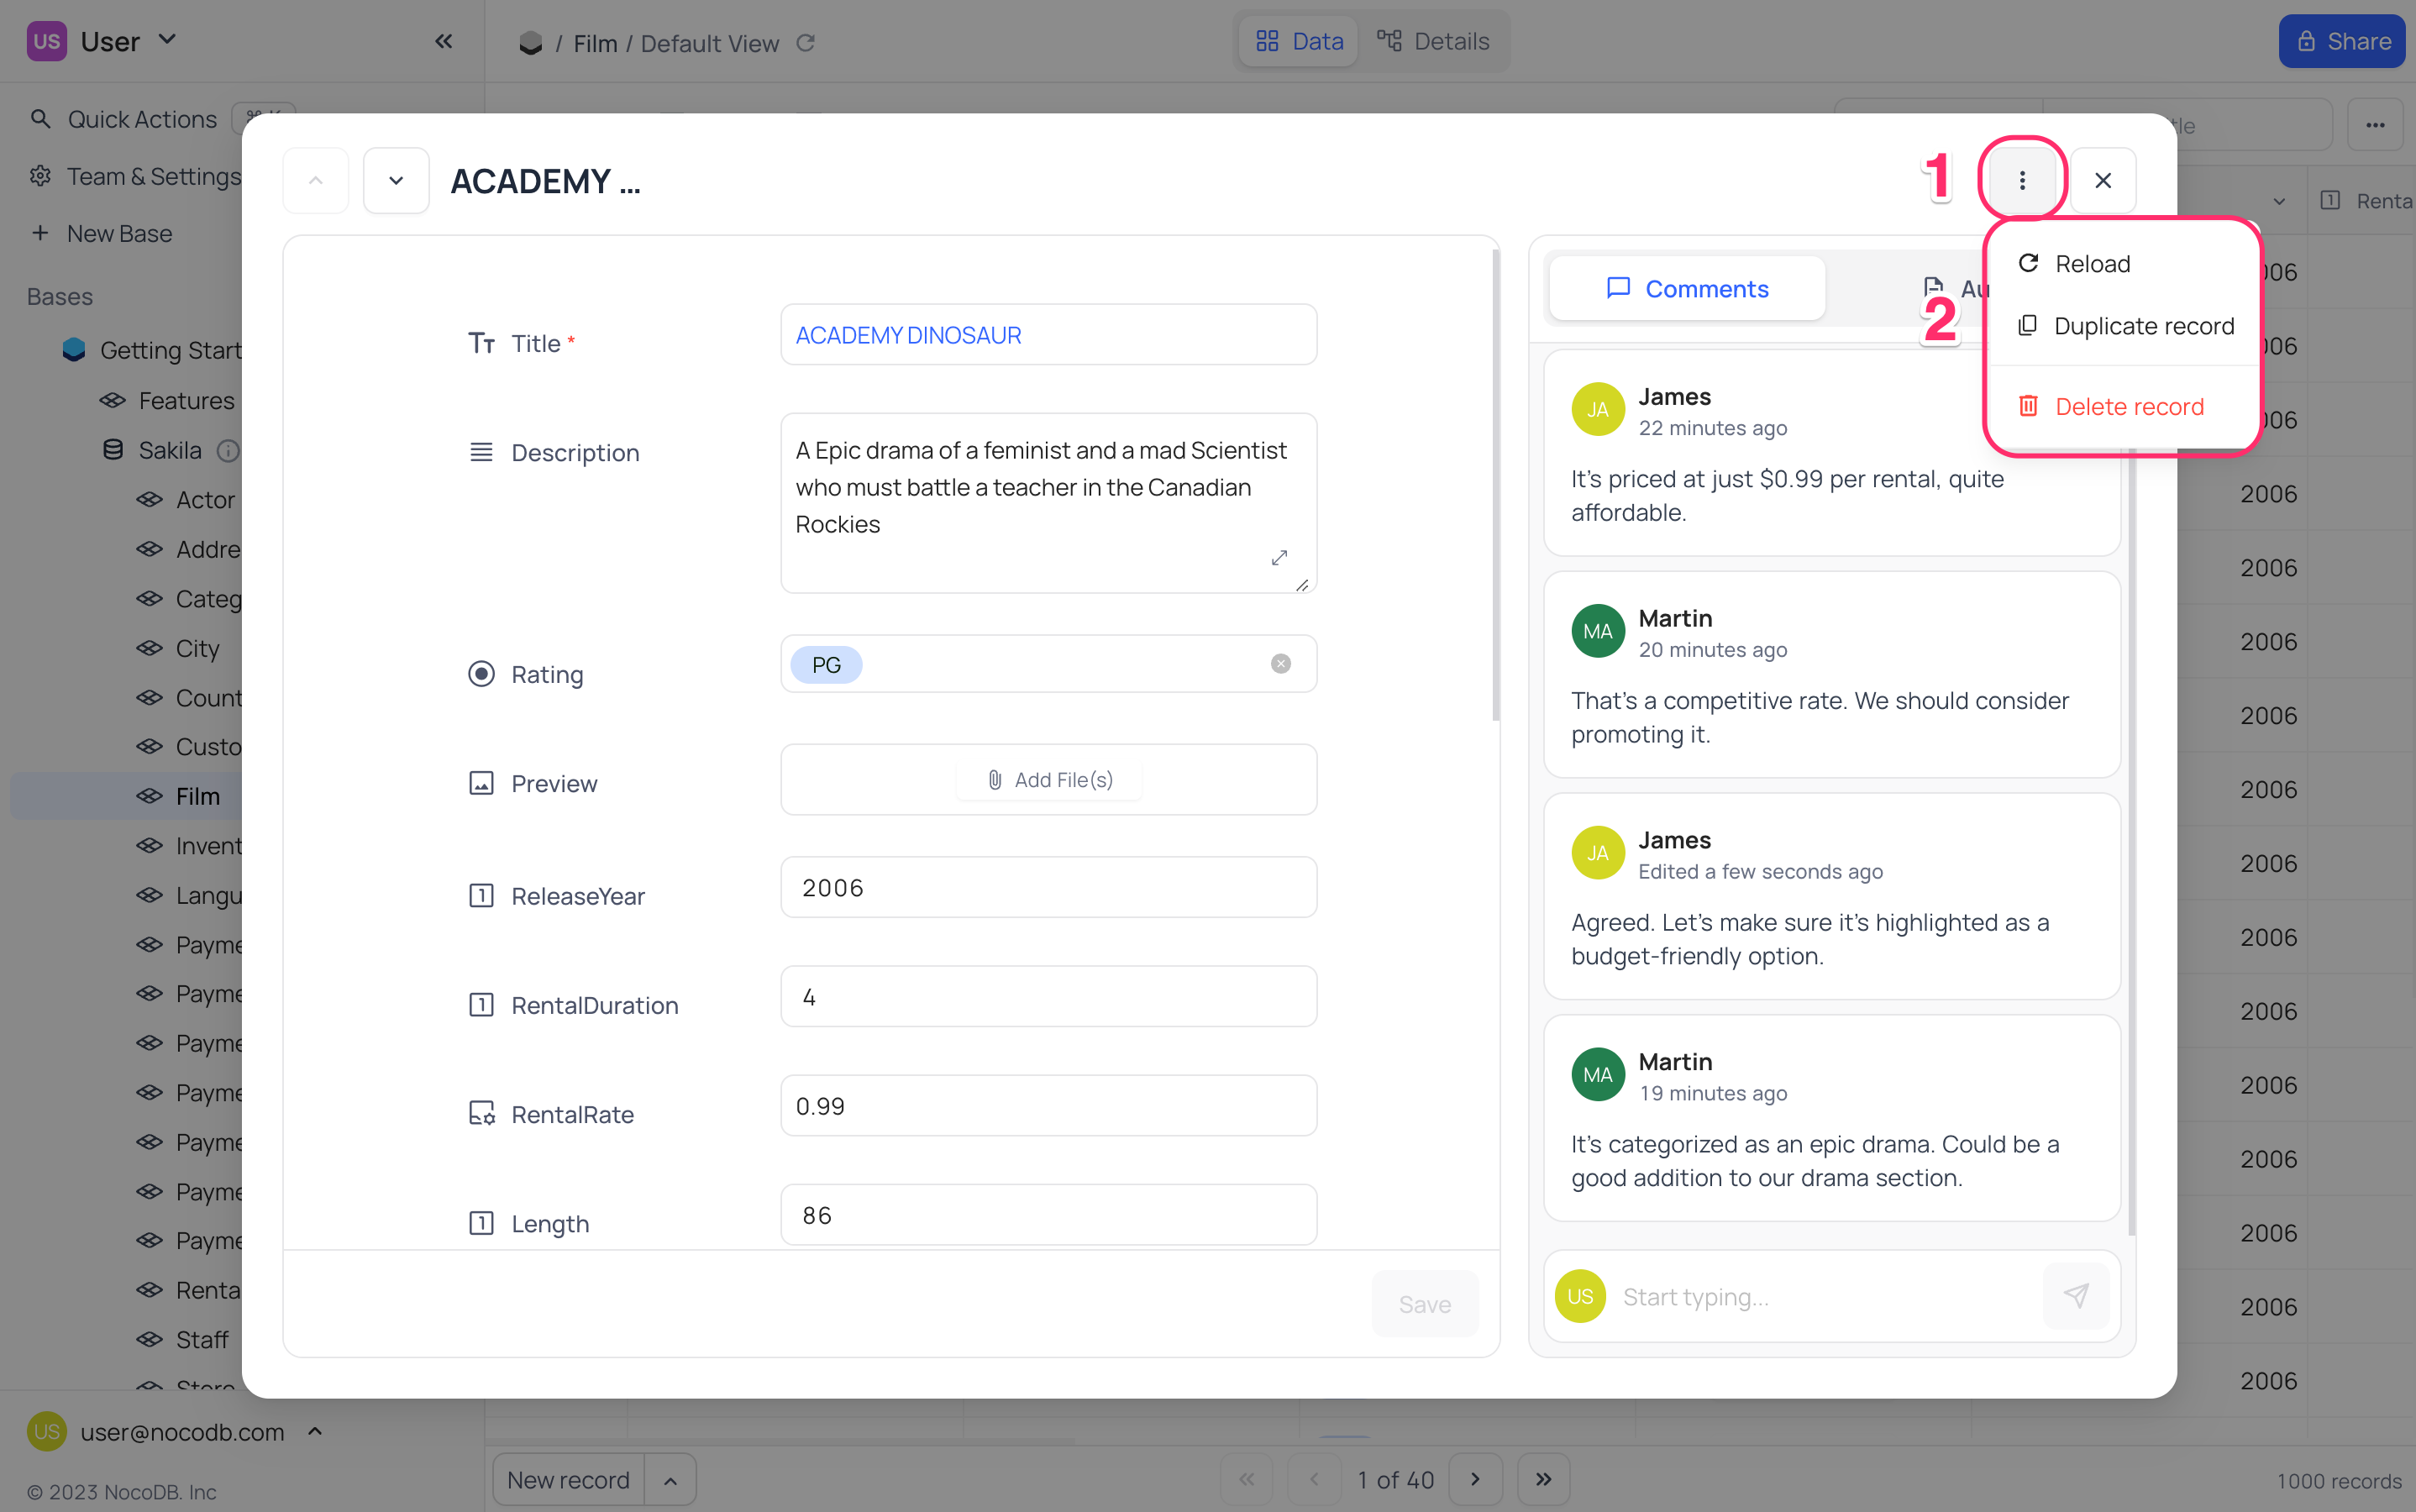 US User
/ Film / Default View
Data
Details
Share
Quick Actions
Team & Settings
New Base
Bases
Getting Start
Features
Sakila
Actor
Addre
Categ
City
Count
Custo
Film
Invent
Langu
Payme
Payme
Payme
Payme
Payme
Payme
Payme
Renta
Staff
Store
US user@nocodb.com
© 2023 NocoDB. Inc
ACADEMY ...
1
2
Reload
Duplicate record
Delete record
Title *
ACADEMY DINOSAUR
Description
A Epic drama of a feminist and a mad Scientist
who must battle a teacher in the Canadian
Rockies
Rating
PG
Preview
Add File(s)
1 ReleaseYear
2006
1 RentalDuration
4
RentalRate
0.99
1 Length
86
Save
Comments
Au
JA James
22 minutes ago
It's priced at just $0.99 per rental, quite
affordable.
MA Martin
20 minutes ago
That's a competitive rate. We should consider
promoting it.
JA James
Edited a few seconds ago
Agreed. Let's make sure it's highlighted as a
budget-friendly option.
MA Martin
19 minutes ago
It's categorized as an epic drama. Could be a
good addition to our drama section.
US Start typing...
tle
1 Renta
006
006
006
2006
2006
2006
2006
2006
2006
2006
2006
2006
2006
2006
2006
2006
New record
1 of 40
1000 records